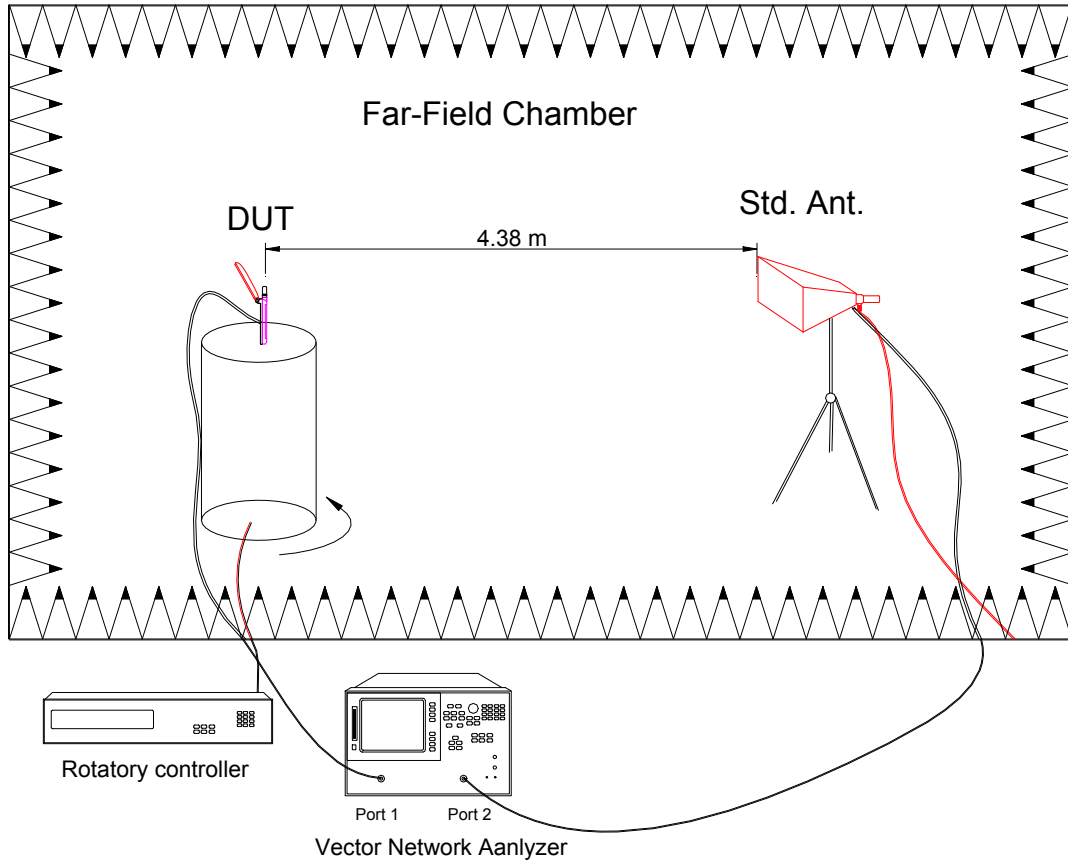 Far-Field Chamber
Std. Ant.
DUT
4.38 m
Rotatory controller
Port 1
Port 2
Vector Network Aanlyzer